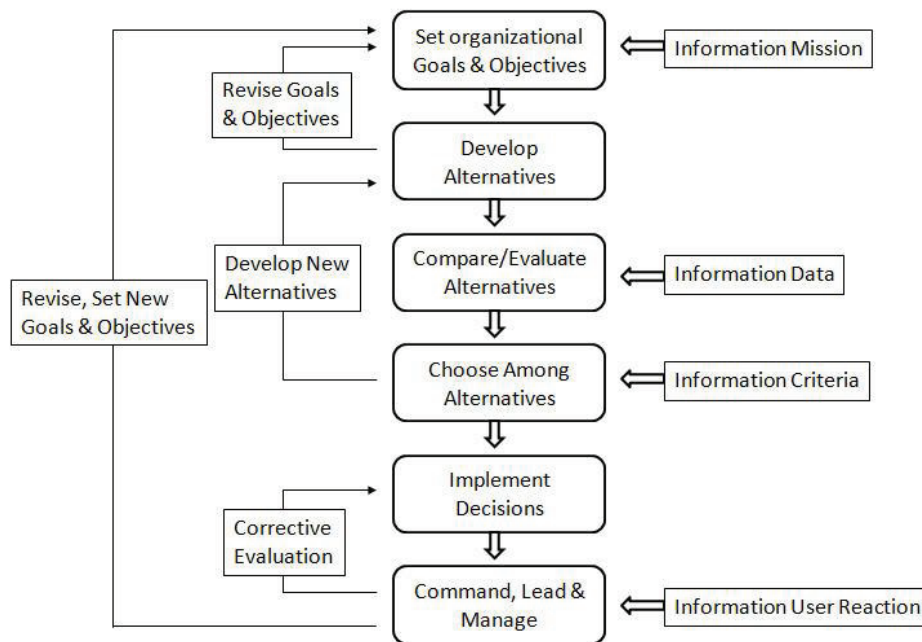 Set organizational
Goals & Objectives
Information Mission
Revise Goals
& Objectives
Develop
Alternatives
Develop New
Alternatives
Compare/Evaluate
Alternatives
Information Data
Revise, Set New
Goals & Objectives
Choose Among
Alternatives
Information Criteria
Implement
Decisions
Corrective
Evaluation
Command, Lead &
Manage
Information User Reaction